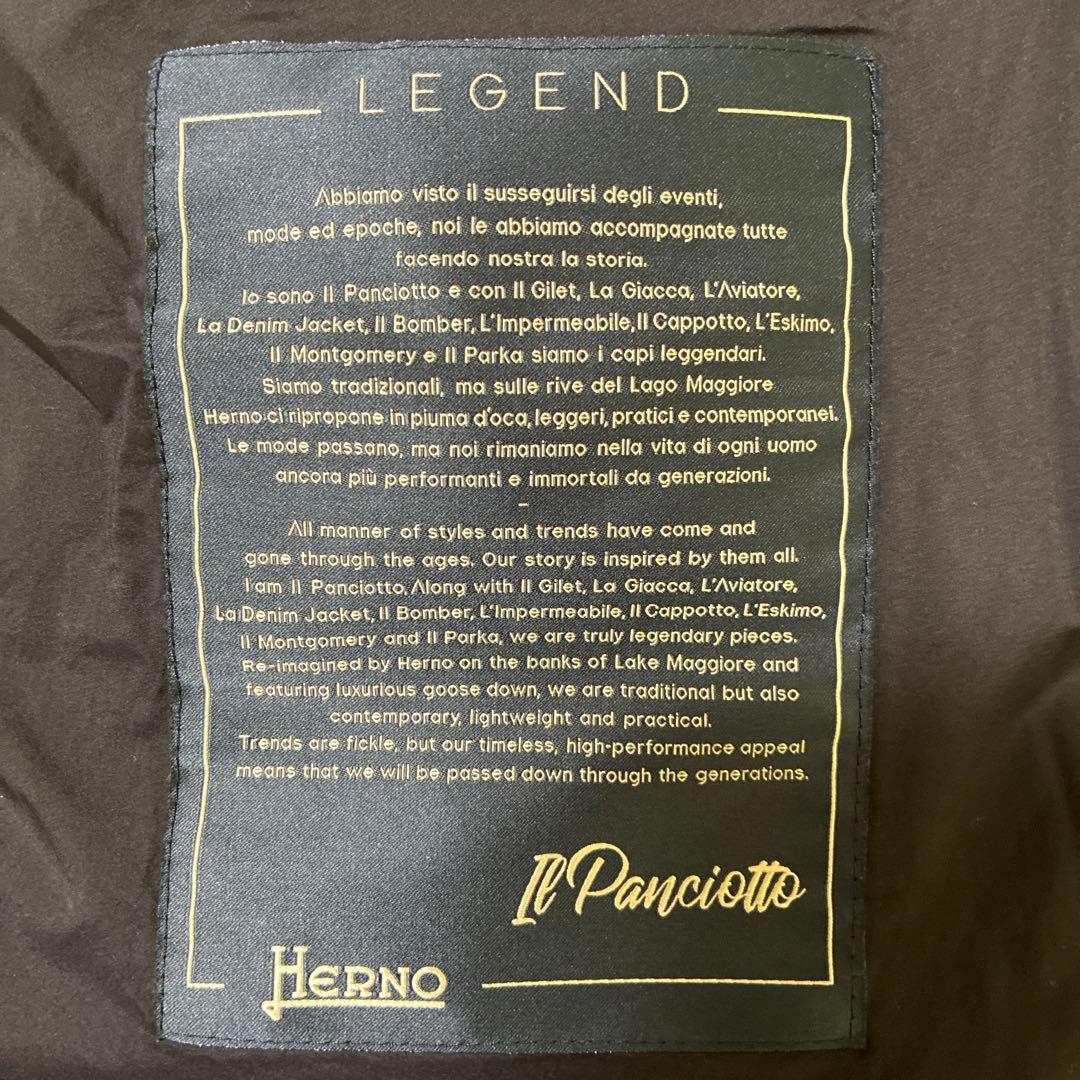 LEGEND
Abbiamo visto il susseguirsi degli eventi,
mode ed epoche, noi le abbiamo accompagnate tutte
facendo nostra la storia.
Io sono Il Panciotto e con Il Gilet, La Giacca, L'Aviatore,
La Denim Jacket, Il Bomber, L'Impermeabile, Il Cappotto, L'Eskimo,
Il Montgomery e Il Parka siamo i capi leggendari.
Siamo tradizionali, ma sulle rive del Lago Maggiore
Herno ci ripropone in piuma d'oca, leggeri, pratici e contemporanei.
Le mode passano, ma noi rimaniamo nella vita di ogni uomo
ancora più performanti e immortali da generazioni.
–
All manner of styles and trends have come and
gone through the ages. Our story is inspired by them all.
I am Il Panciotto, Along with Il Gilet, La Giacca, L'Aviatore,
La Denim Jacket, Il Bomber, L'Impermeabile, Il Cappotto, L'Eskimo,
Il Montgomery and Il Parka, we are truly legendary pieces.
Re-imagined by Herno on the banks of Lake Maggiore and
featuring luxurious goose down, we are traditional but also
contemporary, lightweight and practical.
Trends are fickle, but our timeless, high-performance appeal
means that we will be passed down through the generations.
Il Panciotto
HERNO